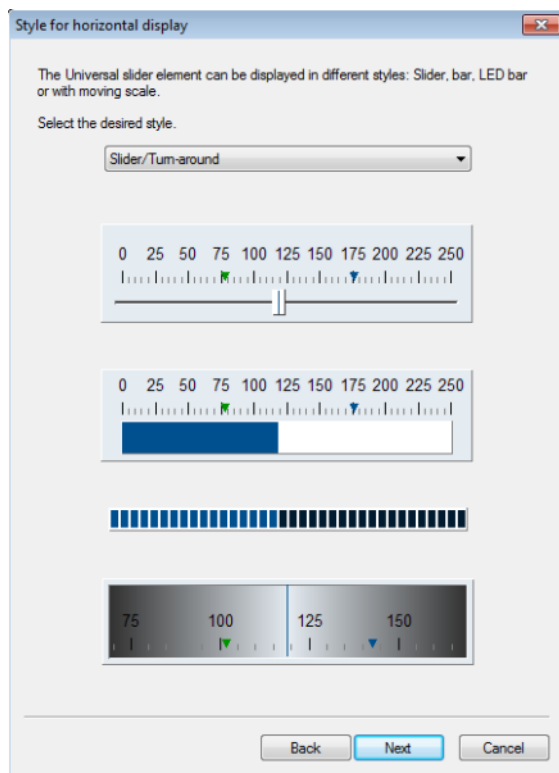 Style for horizontal display
The Universal slider element can be displayed in different styles: Slider, bar, LED bar
or with moving scale.
Select the desired style.
Slider/Turn-around
0 25 50 75 100 125 150 175 200 225 250
0 25 50 75 100 125 150 175 200 225 250
75 100 125 150
Back Next Cancel